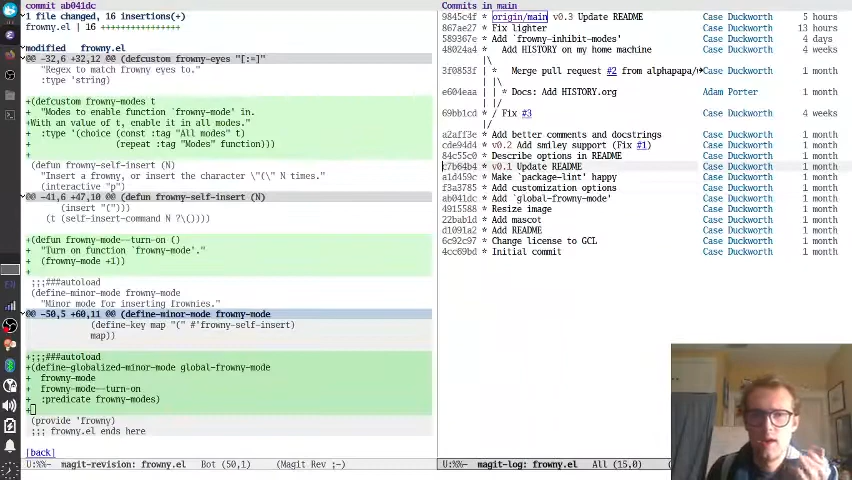 commit ab041dc
1 file changed, 16 insertions(+)
frowny.el | 16 ++++++++++++++++
modified   frowny.el
@@ -32,6 +32,12 @@ (defcustom frowny-eyes "[:=]"
"Regex to match frowny eyes to."
:type 'string)
+(defcustom frowny-modes t
+  "Modes to enable function `frowny-mode' in.
+With an value of t, enable it in all modes."
+  :type '(choice (const :tag "All modes" t)
+                 (repeat :tag "Modes" function)))
+
(defun frowny-self-insert (N)
"Insert a frowny, or insert the character \"(\" N times."
(interactive "p")
@@ -41,6 +47,10 @@ (defun frowny-self-insert (N)
(insert "(")))
(t (self-insert-command N ?\())))
+(defun frowny-mode--turn-on ()
+  "Turn on function `frowny-mode'."
+  (frowny-mode +1))
+
;;;###autoload
(define-minor-mode frowny-mode
"Minor mode for inserting frownies."
@@ -50,5 +60,11 @@ (define-minor-mode frowny-mode
(define-key map "(" #'frowny-self-insert)
map))
+;;;###autoload
+(define-globalized-minor-mode global-frowny-mode
+  frowny-mode
+  frowny-mode--turn-on
+  :predicate frowny-modes)
+
(provide 'frowny)
;;; frowny.el ends here
[back]
U:%%-  magit-revision: frowny.el   Bot (50,1)     (Magit Rev ;-)
Commits in main
9845c4f * origin/main v0.3 Update README Case Duckworth 5 hours
867ae27 * Fix lighter Case Duckworth 13 hours
589367e * Add `frowny-inhibit-modes' Case Duckworth 4 days
48024a4 *   Add HISTORY on my home machine Case Duckworth 4 weeks
|\
3f0853f | *   Merge pull request #2 from alphapapa/ Case Duckworth 1 month
| |\
e604eaa | | * Docs: Add HISTORY.org Adam Porter 1 month
| |/
69bb1cd * / Fix #3 Case Duckworth 4 weeks
|/
a2aff3e * Add better comments and docstrings Case Duckworth 1 month
cde94d4 * v0.2 Add smiley support (Fix #1) Case Duckworth 1 month
84c55c0 * Describe options in README Case Duckworth 1 month
c7b64b4 * v0.1 Update README Case Duckworth 1 month
a1d459c * Make `package-lint' happy Case Duckworth 1 month
f3a3785 * Add customization options Case Duckworth 1 month
ab041dc * Add `global-frowny-mode' Case Duckworth 1 month
4915588 * Resize image Case Duckworth 1 month
22bab1d * Add mascot Case Duckworth 1 month
d1091a2 * Add README Case Duckworth 1 month
6c92c97 * Change license to GCL Case Duckworth 1 month
4cc69bd * Initial commit Case Duckworth 1 month
U:%%-  magit-log: frowny.el   All (15,0)